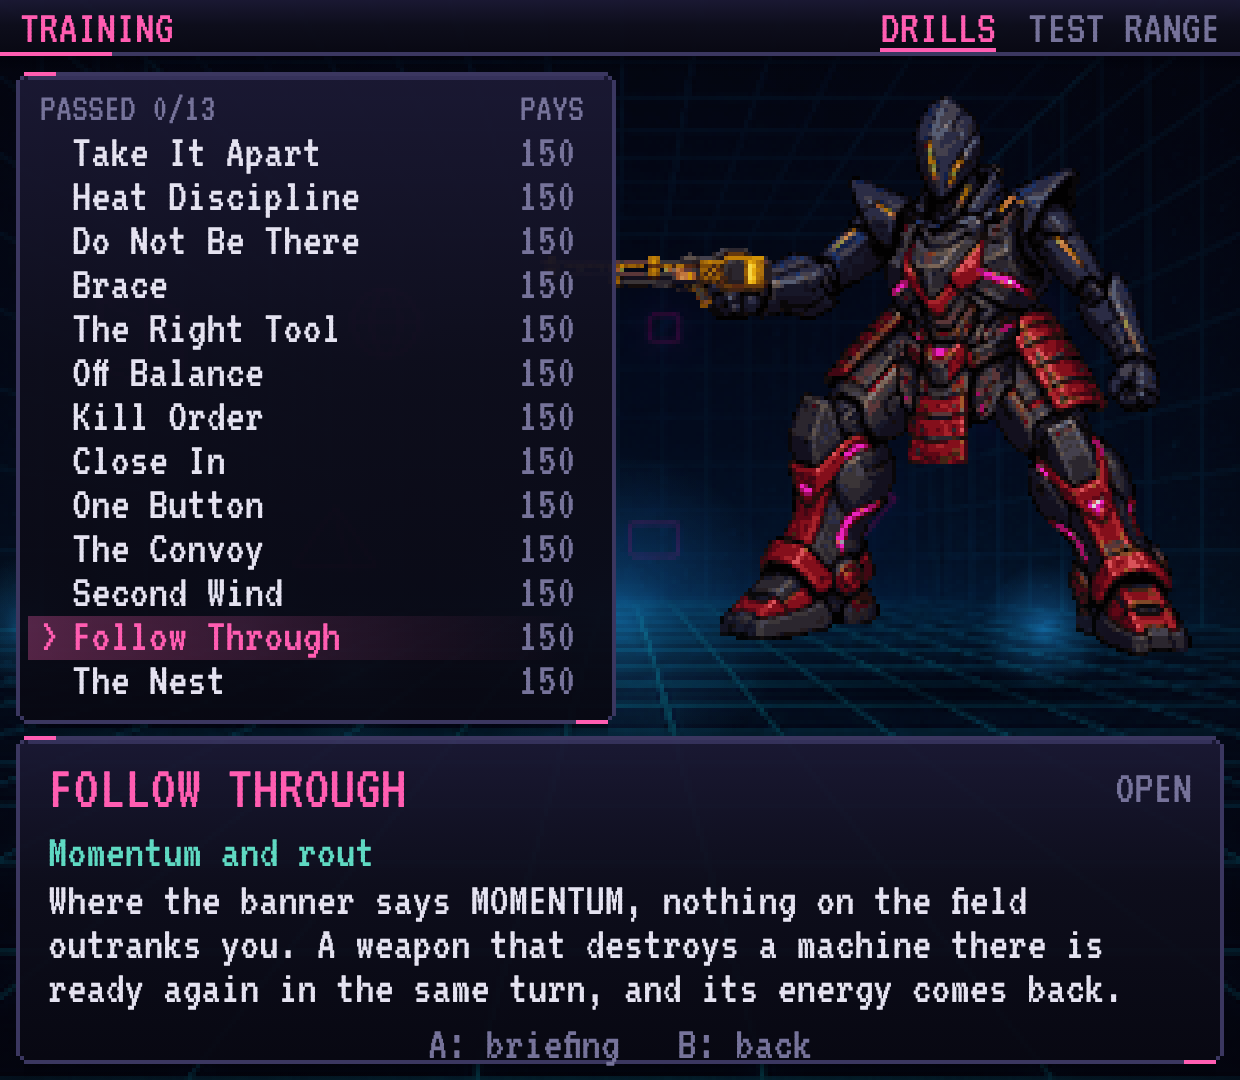 TRAINING
DRILLS TEST RANGE
PASSED 0/13 PAYS
Take It Apart 150
Heat Discipline 150
Do Not Be There 150
Brace 150
The Right Tool 150
Off Balance 150
Kill Order 150
Close In 150
One Button 150
The Convoy 150
Second Wind 150
> Follow Through 150
The Nest 150
FOLLOW THROUGH OPEN
Momentum and rout
Where the banner says MOMENTUM, nothing on the field
outranks you. A weapon that destroys a machine there is
ready again in the same turn, and its energy comes back.
A: briefing B: back